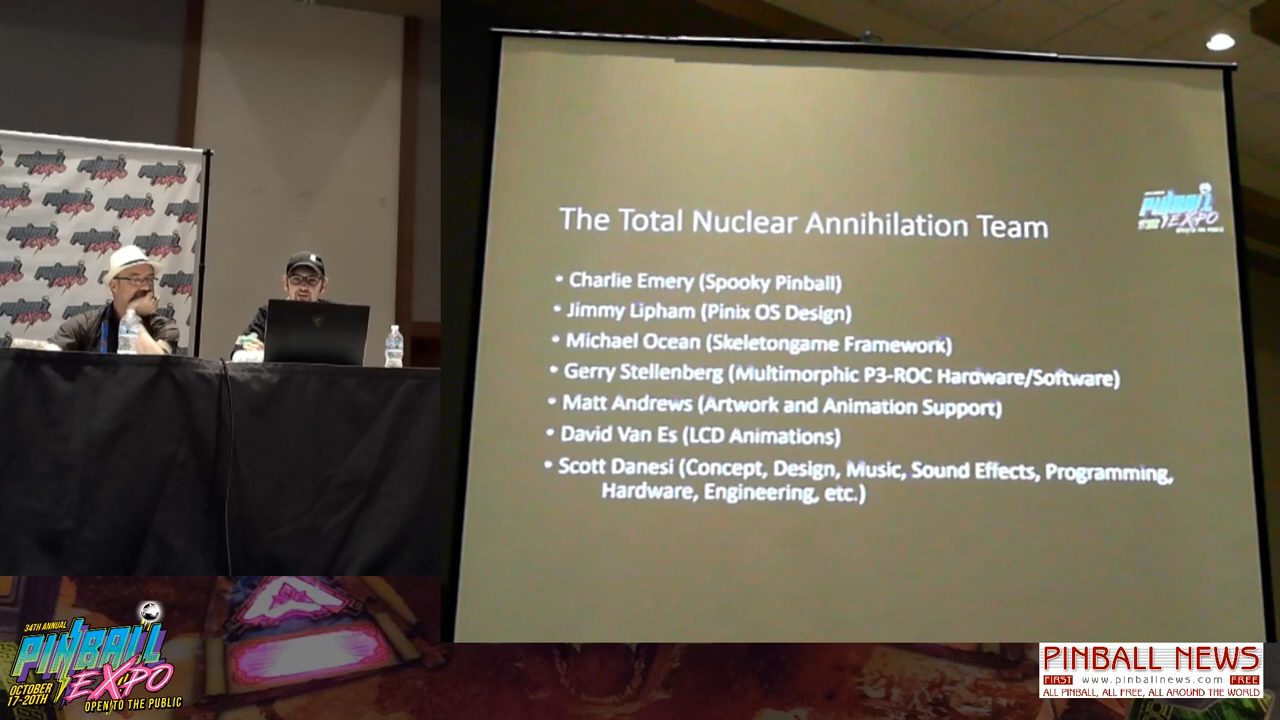 The Total Nuclear Annihilation Team
• Charlie Emery (Spooky Pinball)
• Jimmy Lipham (Pinix OS Design)
• Michael Ocean (Skeletongame Framework)
• Gerry Stellenberg (Multimorphic P3-ROC Hardware/Software)
• Matt Andrews (Artwork and Animation Support)
• David Van Es (LCD Animations)
• Scott Danesi (Concept, Design, Music, Sound Effects, Programming,
Hardware, Engineering, etc.)
PINBALL
EXPO
34TH ANNUAL
PINBALL
EXPO
OCTOBER
17-20TH
OPEN TO THE PUBLIC
PINBALL NEWS
FIRST www.pinballnews.com FREE
ALL PINBALL, ALL FREE, ALL AROUND THE WORLD